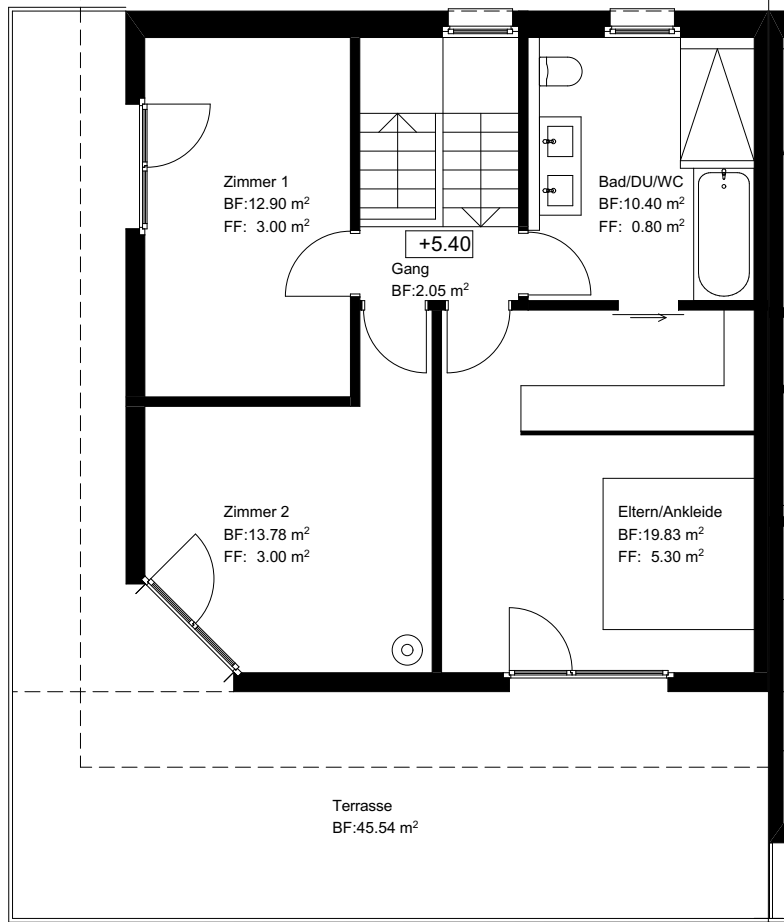 Zimmer 1
BF:12.90 m²
FF: 3.00 m²
Bad/DU/WC
BF:10.40 m²
FF: 0.80 m²
+5.40
Gang
BF:2.05 m²
Zimmer 2
BF:13.78 m²
FF: 3.00 m²
Eltern/Ankleide
BF:19.83 m²
FF: 5.30 m²
Terrasse
BF:45.54 m²